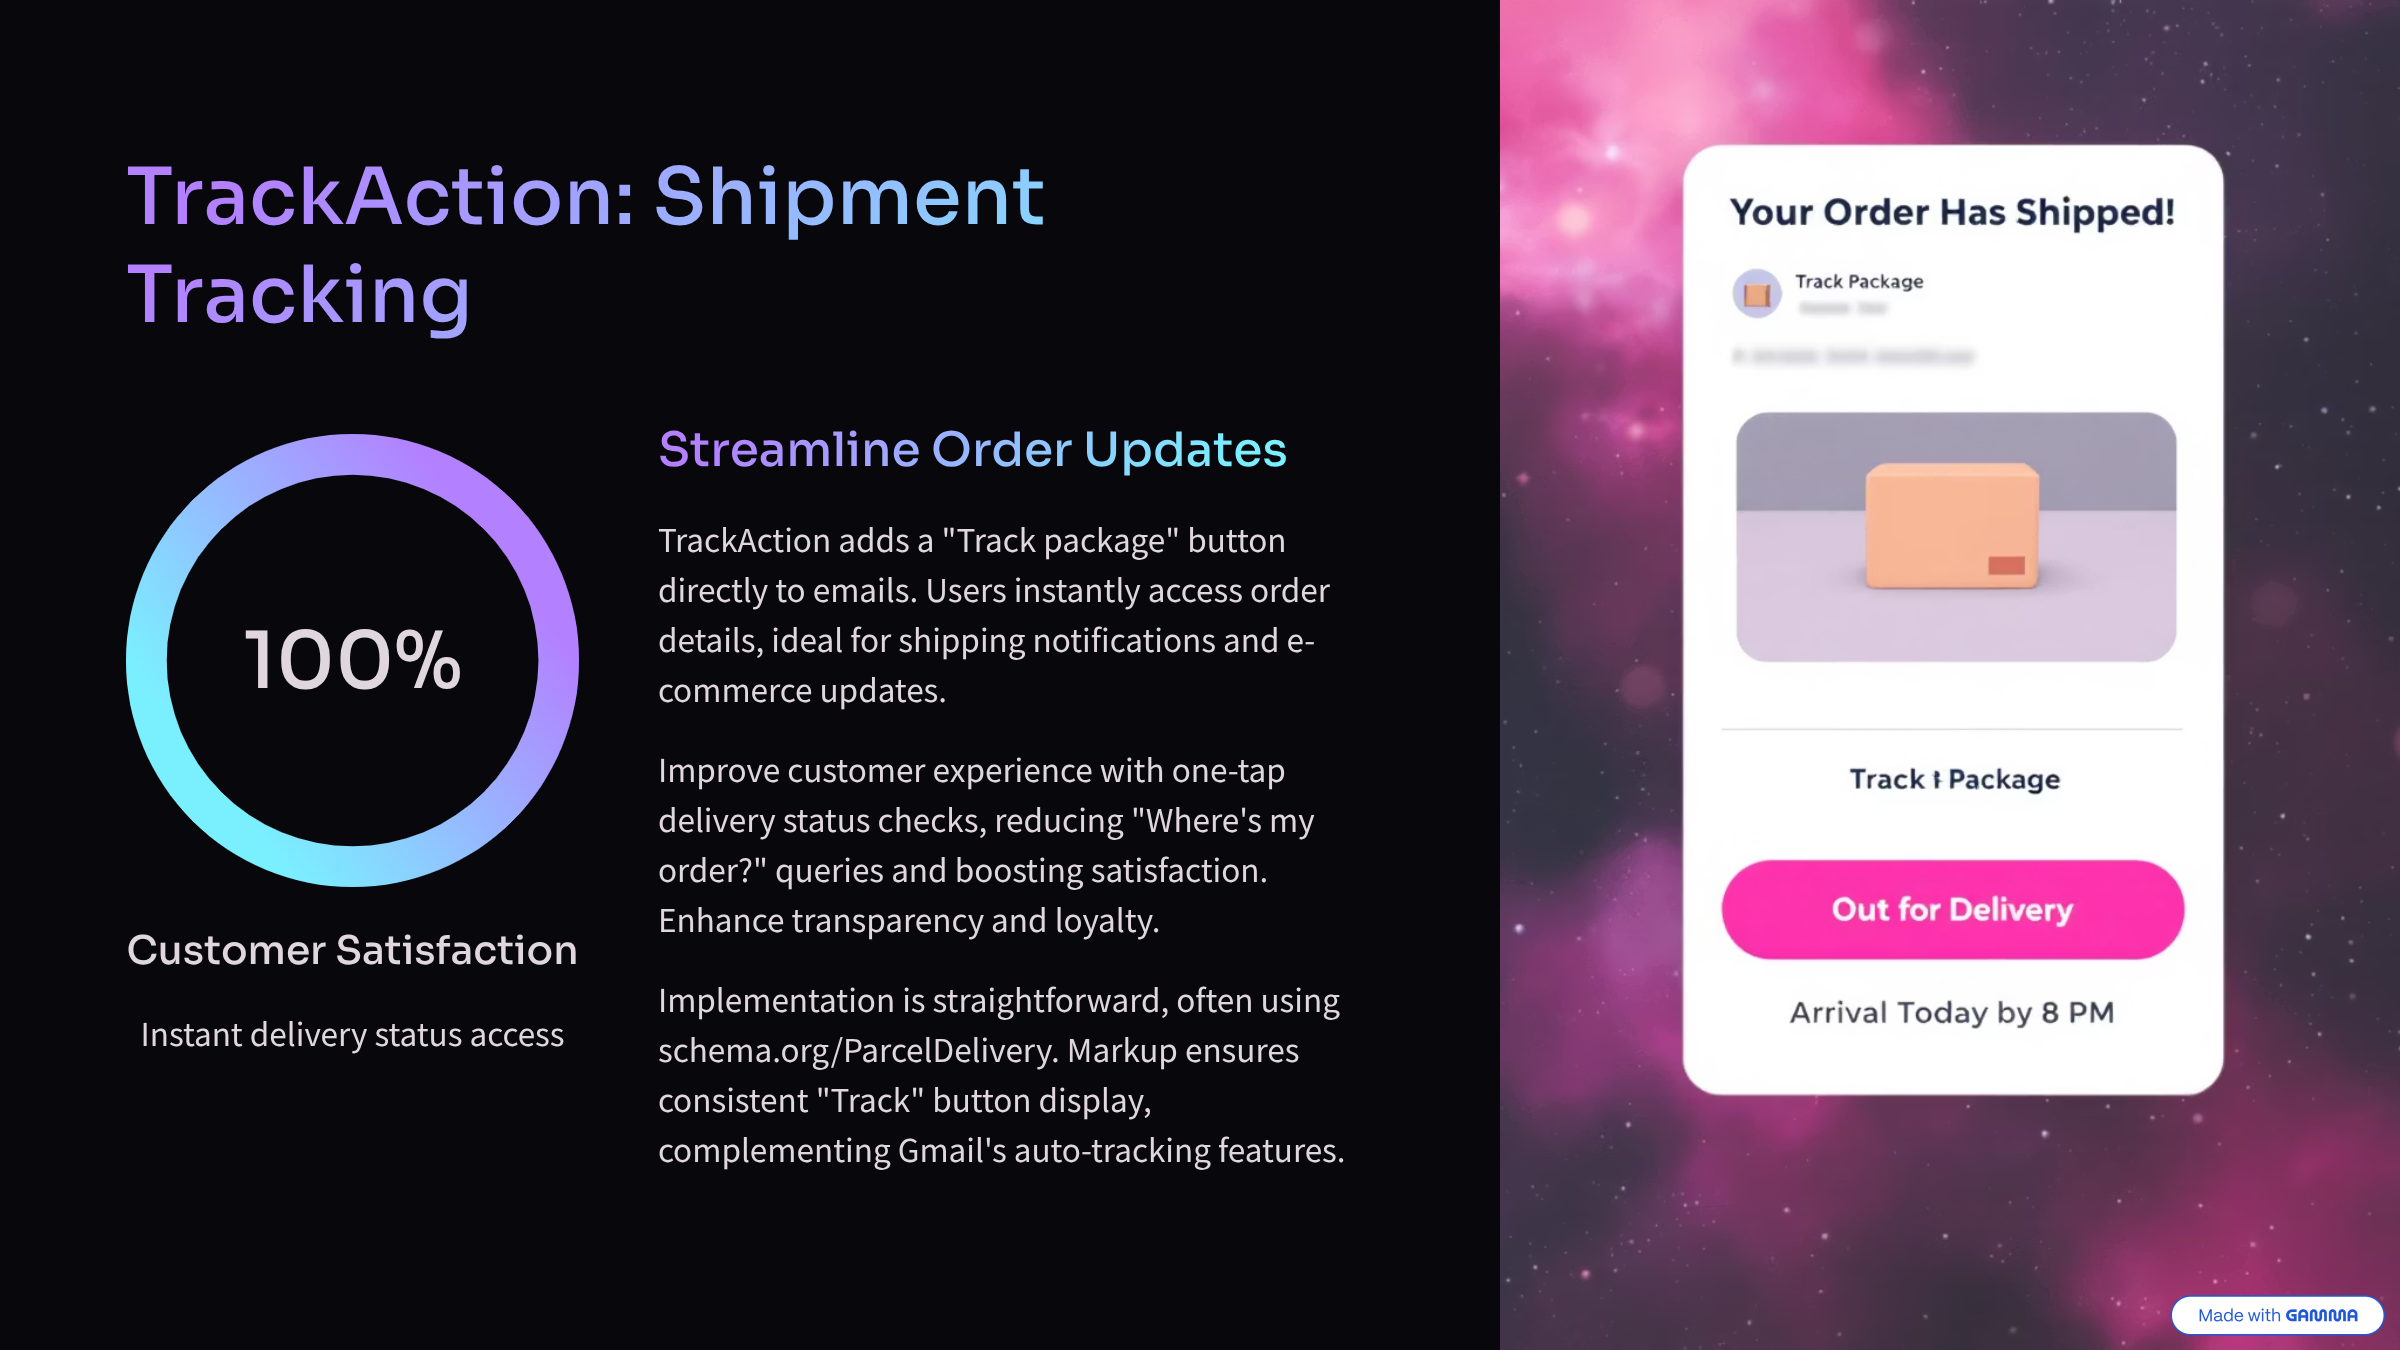 TrackAction: Shipment
Tracking
100%
Customer Satisfaction
Instant delivery status access
Streamline Order Updates
TrackAction adds a "Track package" button
directly to emails. Users instantly access order
details, ideal for shipping notifications and e-
commerce updates.
Improve customer experience with one-tap
delivery status checks, reducing "Where's my
order?" queries and boosting satisfaction.
Enhance transparency and loyalty.
Implementation is straightforward, often using
schema.org/ParcelDelivery. Markup ensures
consistent "Track" button display,
complementing Gmail's auto-tracking features.
Your Order Has Shipped!
Track Package
Track Package
Out for Delivery
Arrival Today by 8 PM
Made with GAMMA